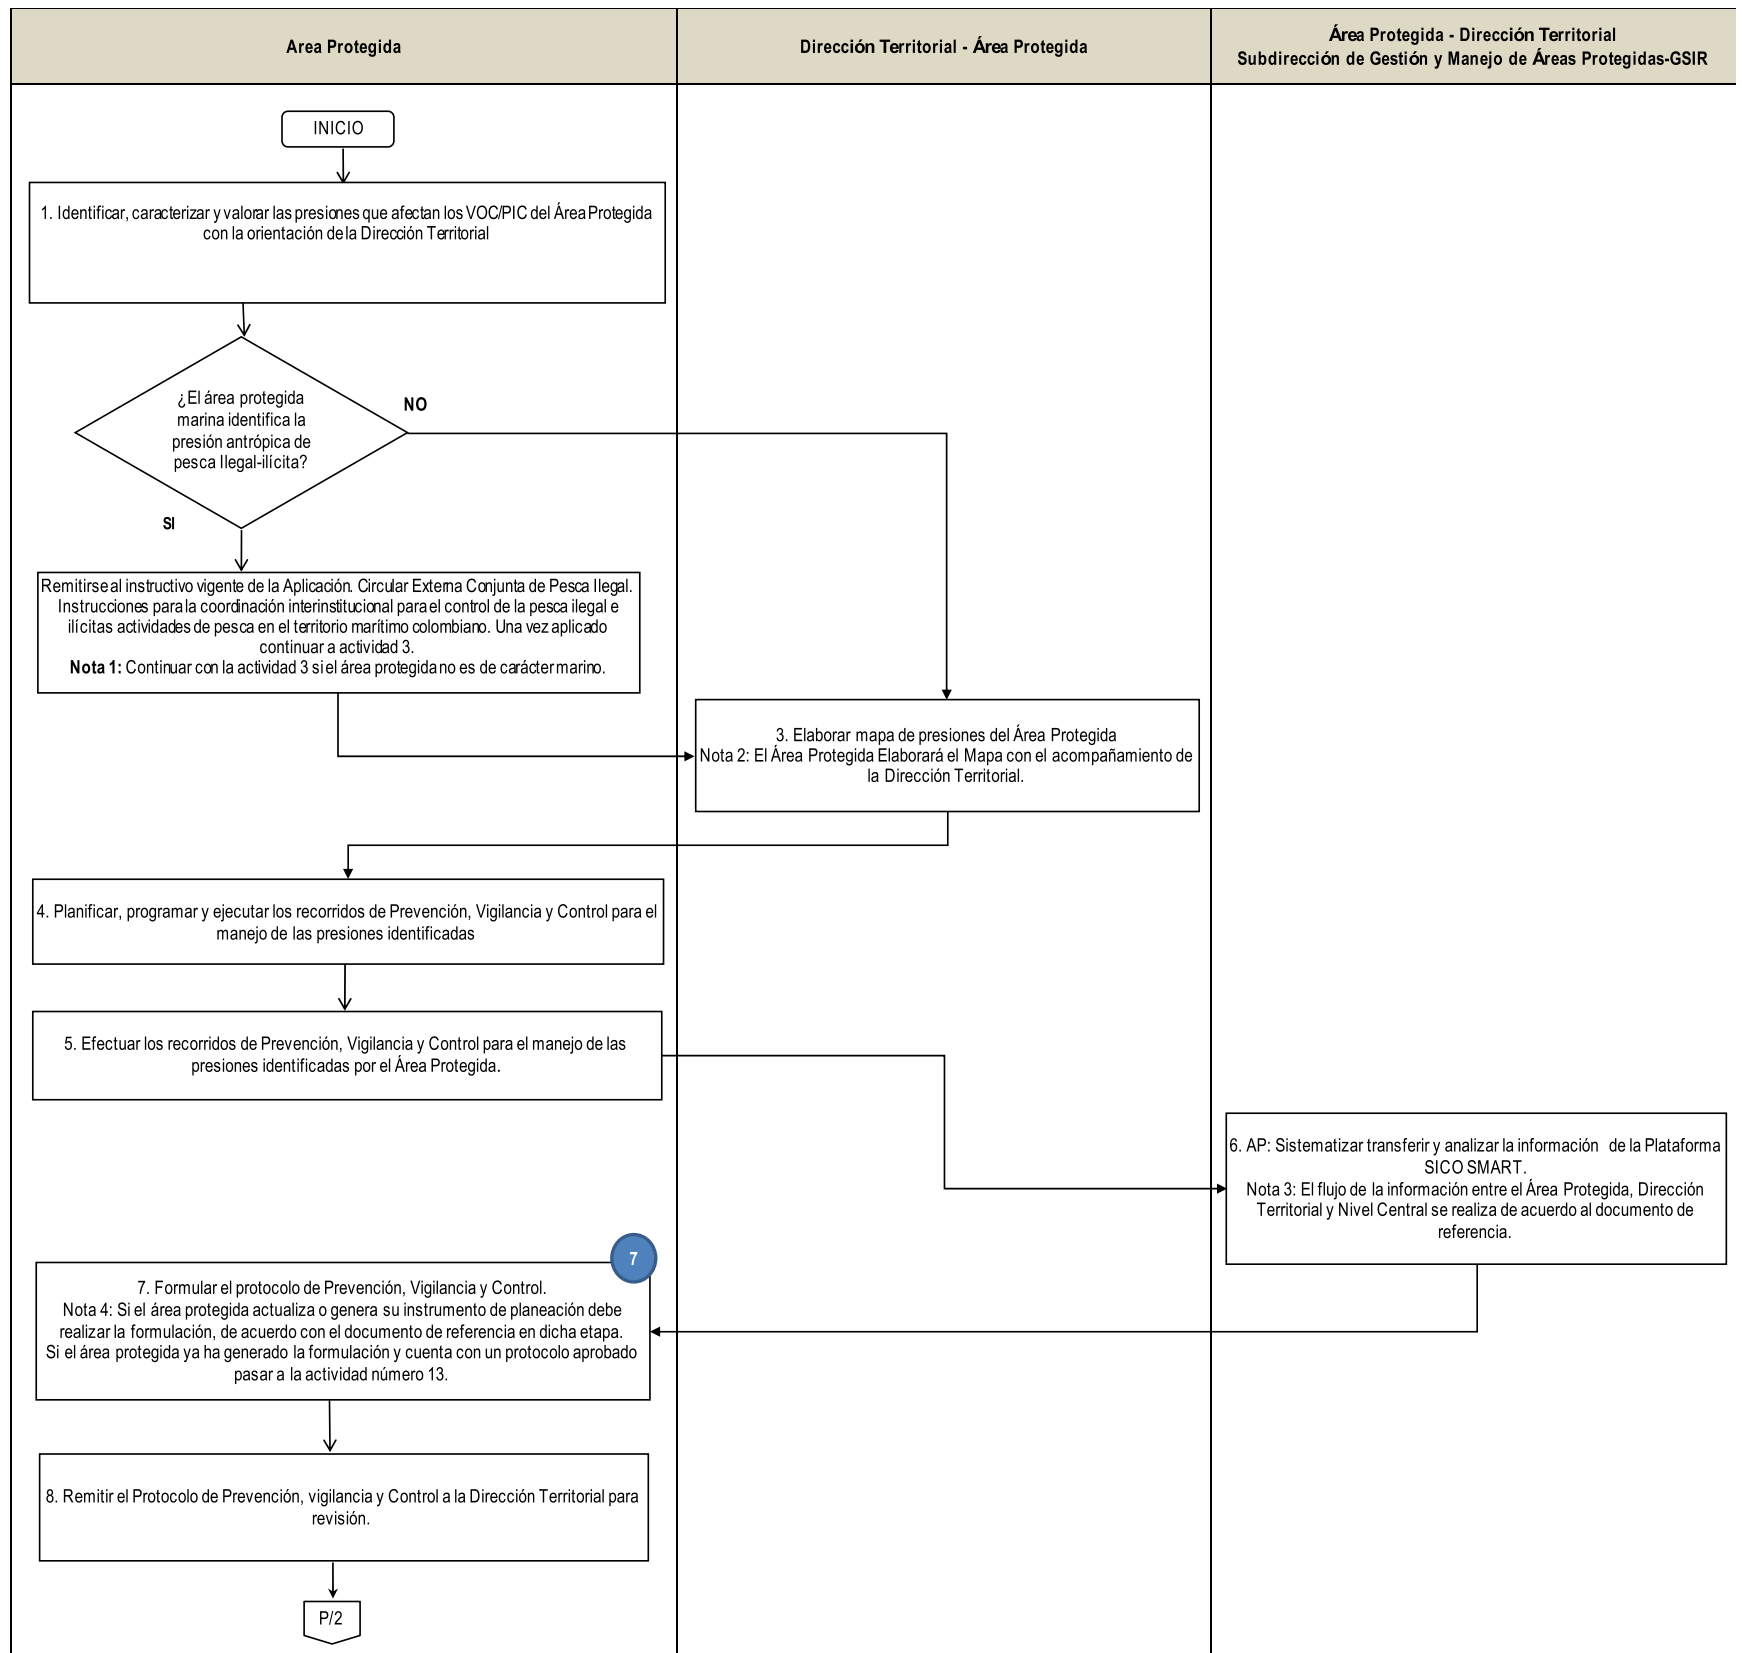 Area Protegida
Dirección Territorial - Área Protegida
Área Protegida - Dirección Territorial
Subdirección de Gestión y Manejo de Áreas Protegidas-GSIR
INICIO
1. Identificar, caracterizar y valorar las presiones que afectan los VOC/PIC del Área Protegida
con la orientación de la Dirección Territorial
¿El área protegida
marina identifica la
presión antrópica de
pesca Ilegal-ilícita?
NO
SI
Remitirse al instructivo vigente de la Aplicación. Circular Externa Conjunta de Pesca Ilegal.
Instrucciones para la coordinación interinstitucional para el control de la pesca ilegal e
ilícitas actividades de pesca en el territorio marítimo colombiano. Una vez aplicado
continuar a actividad 3.
Nota 1: Continuar con la actividad 3 si el área protegida no es de carácter marino.
3. Elaborar mapa de presiones del Área Protegida
Nota 2: El Área Protegida Elaborará el Mapa con el acompañamiento de
la Dirección Territorial.
4. Planificar, programar y ejecutar los recorridos de Prevención, Vigilancia y Control para el
manejo de las presiones identificadas
5. Efectuar los recorridos de Prevención, Vigilancia y Control para el manejo de las
presiones identificadas por el Área Protegida.
6. AP: Sistematizar transferir y analizar la información de la Plataforma
SICO SMART.
Nota 3: El flujo de la información entre el Área Protegida, Dirección
Territorial y Nivel Central se realiza de acuerdo al documento de
referencia.
7
7. Formular el protocolo de Prevención, Vigilancia y Control.
Nota 4: Si el área protegida actualiza o genera su instrumento de planeación debe
realizar la formulación, de acuerdo con el documento de referencia en dicha etapa.
Si el área protegida ya ha generado la formulación y cuenta con un protocolo aprobado
pasar a la actividad número 13.
8. Remitir el Protocolo de Prevención, vigilancia y Control a la Dirección Territorial para
revisión.
P/2